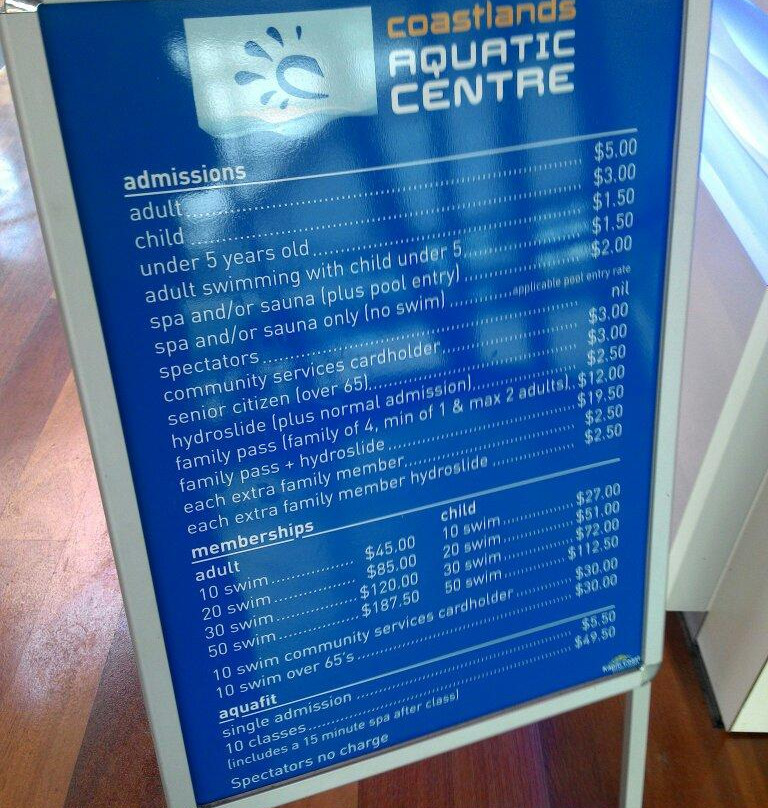 coastlands
AQUATIC
CENTRE
admissions
adult $5.00
child $3.00
under 5 years old $1.50
adult swimming with child under 5 $1.50
spa and/or sauna (plus pool entry) $2.00
spa and/or sauna only (no swim) applicable pool entry rate
spectators nil
community services cardholder $3.00
senior citizen (over 65) $3.00
hydroslide (plus normal admission) $2.50
family pass (family of 4, min of 1 & max 2 adults) $12.00
family pass + hydroslide $19.50
each extra family member $2.50
each extra family member hydroslide $2.50
memberships
adult
10 swim $45.00
20 swim $85.00
30 swim $120.00
50 swim $187.50
child
10 swim $27.00
20 swim $51.00
30 swim $72.00
50 swim $112.50
10 swim community services cardholder $30.00
10 swim over 65's $30.00
aquafit
single admission $5.50
10 classes $49.50
(includes a 15 minute spa after class)
Spectators no charge
Kapiti Coast